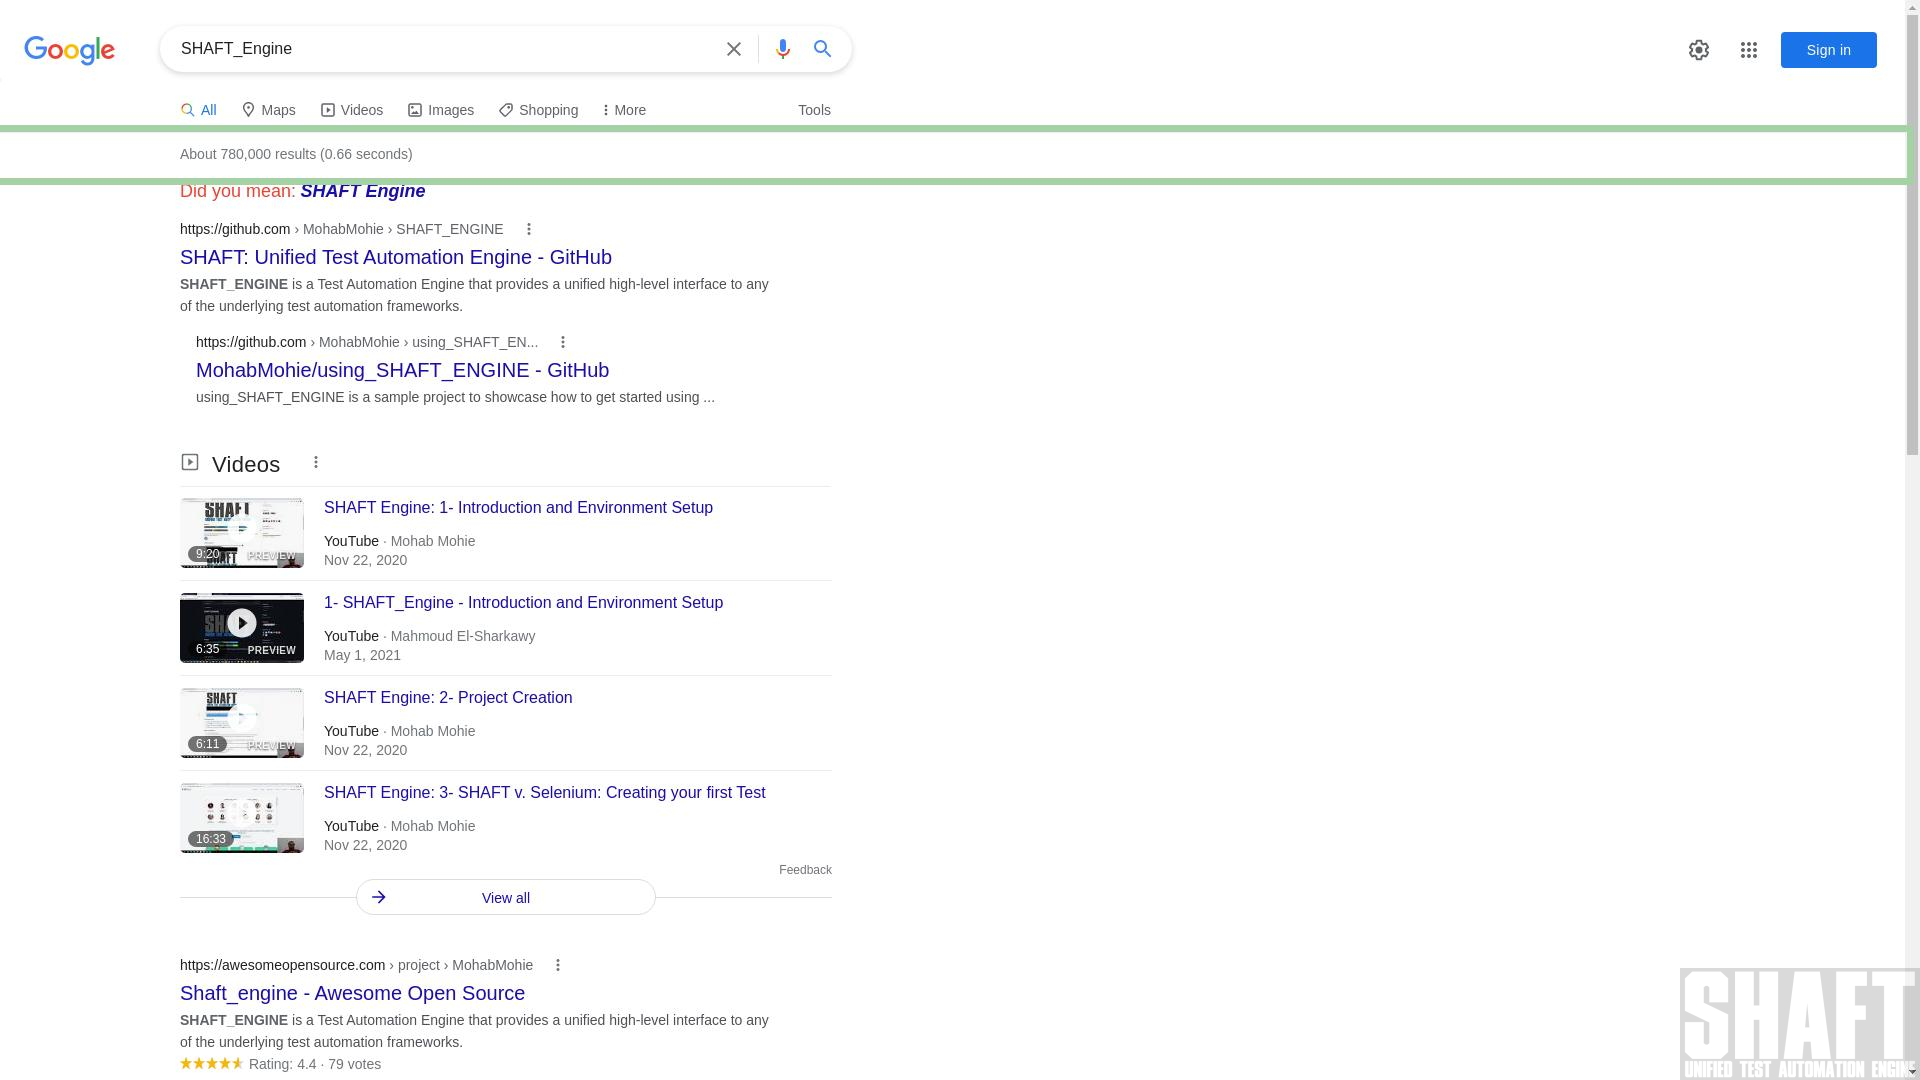 Google
SHAFT_Engine
Sign in
All
Maps
Videos
Images
Shopping
More
Tools
About 780,000 results (0.66 seconds)
Did you mean: SHAFT Engine
https://github.com › MohabMohie › SHAFT_ENGINE
SHAFT: Unified Test Automation Engine - GitHub
SHAFT_ENGINE is a Test Automation Engine that provides a unified high-level interface to any
of the underlying test automation frameworks.
https://github.com › MohabMohie › using_SHAFT_EN...
MohabMohie/using_SHAFT_ENGINE - GitHub
using_SHAFT_ENGINE is a sample project to showcase how to get started using ...
Videos
SHAFT
9:20
PREVIEW
SHAFT Engine: 1- Introduction and Environment Setup
YouTube · Mohab Mohie
Nov 22, 2020
6:35
PREVIEW
1- SHAFT_Engine - Introduction and Environment Setup
YouTube · Mahmoud El-Sharkawy
May 1, 2021
SHAFT
6:11
PREVIEW
SHAFT Engine: 2- Project Creation
YouTube · Mohab Mohie
Nov 22, 2020
16:33
SHAFT Engine: 3- SHAFT v. Selenium: Creating your first Test
YouTube · Mohab Mohie
Nov 22, 2020
Feedback
View all
https://awesomeopensource.com › project › MohabMohie
Shaft_engine - Awesome Open Source
SHAFT_ENGINE is a Test Automation Engine that provides a unified high-level interface to any
of the underlying test automation frameworks.
Rating: 4.4 · 79 votes
SHAFT
UNIFIED TEST AUTOMATION ENGINE